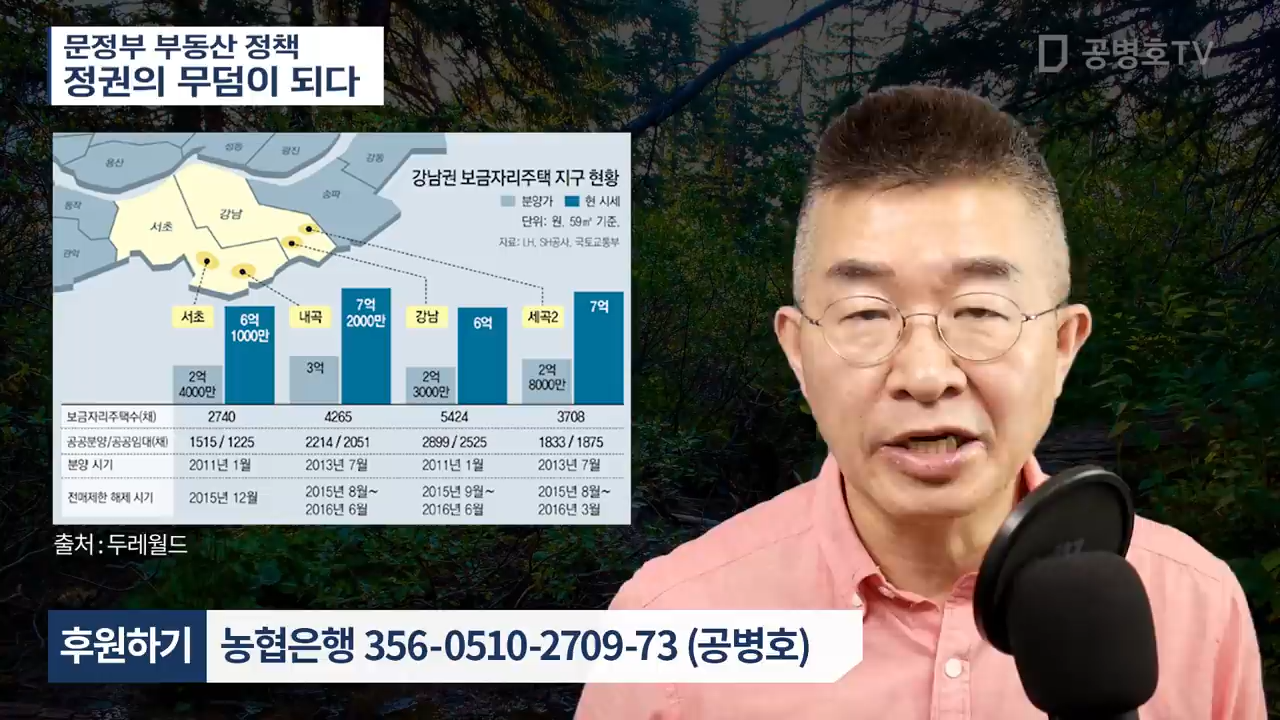 문정부 부동산 정책
정권의 무덤이 되다
공병호TV
용산
성동
광진
강동
동작
송파
관악
서초
강남
강남권 보금자리주택 지구 현황
분양가 현 시세
단위: 원, 59㎡ 기준.
자료: LH, SH공사, 국토교통부
서초
내곡
강남
세곡2
2억
4000만
6억
1000만
3억
7억
2000만
2억
3000만
6억
2억
8000만
7억
보금자리주택수(채) 2740 4265 5424 3708
공공분양/공공임대(채) 1515 / 1225 2214 / 2051 2899 / 2525 1833 / 1875
분양 시기 2011년 1월 2013년 7월 2011년 1월 2013년 7월
전매제한 해제 시기 2015년 12월 2015년 8월~ 2015년 9월~ 2015년 8월~
2016년 6월 2016년 6월 2016년 3월
출처 : 두레월드
후원하기 농협은행 356-0510-2709-73 (공병호)